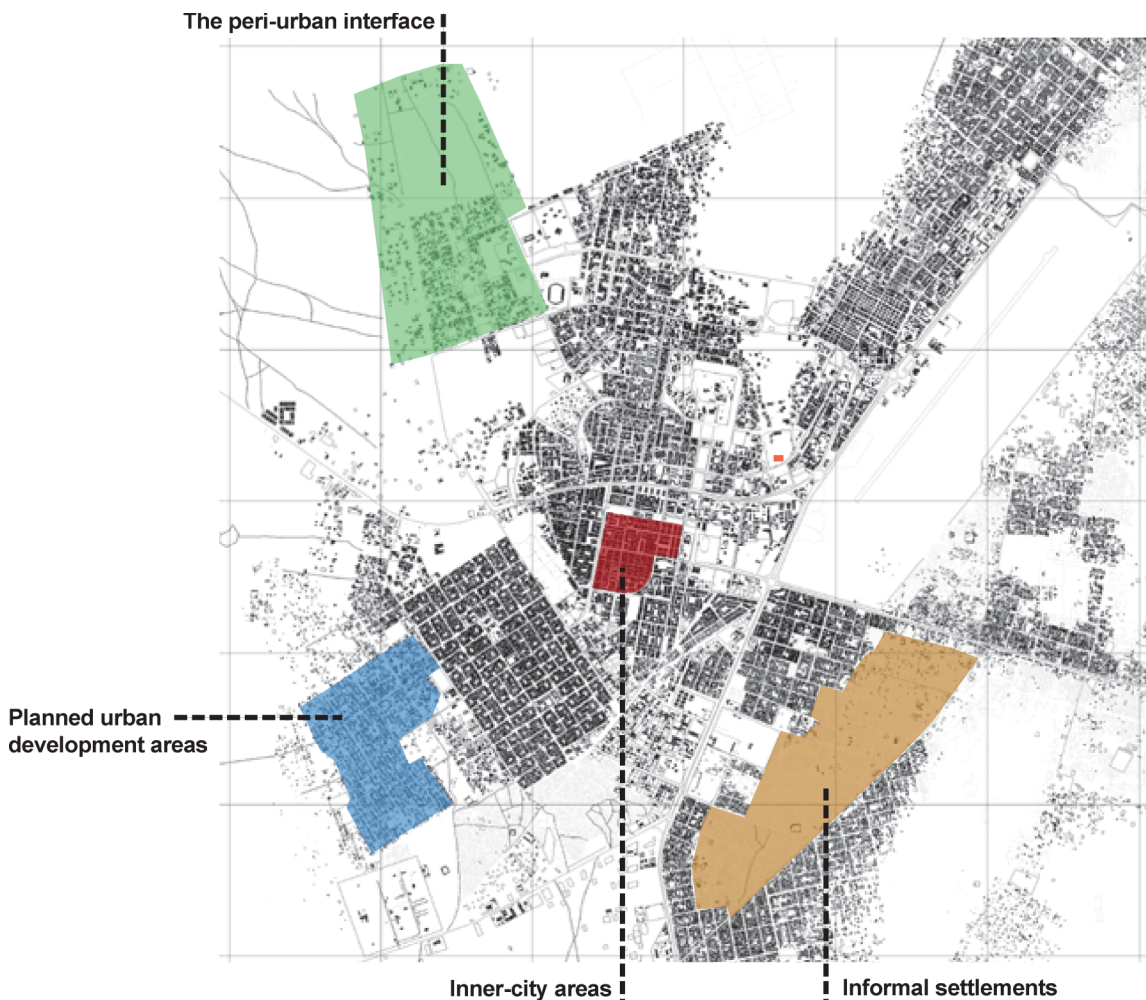 The peri-urban interface
Planned urban
development areas
Inner-city areas
Informal settlements